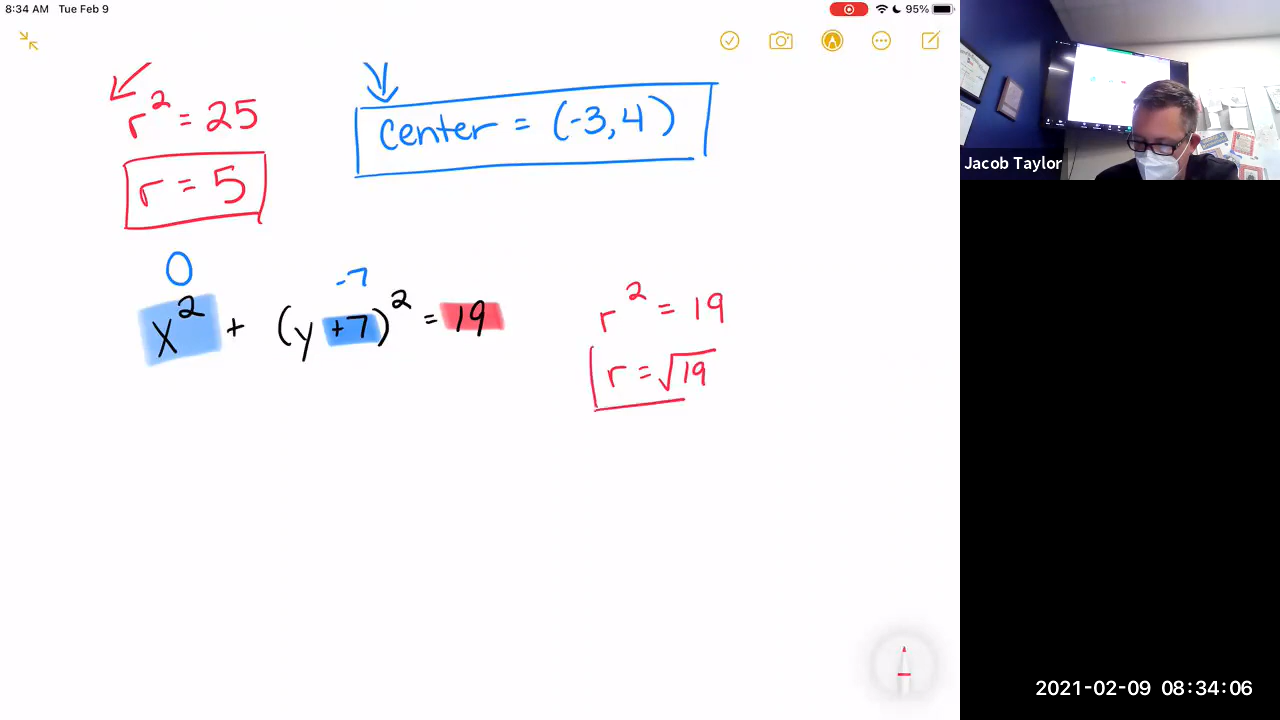 8:34 AM Tue Feb 9
95%
r² = 25
center = (-3,4)
r = 5
0
-7
x² + (y +7)² = 19
r² = 19
r = √19
Jacob Taylor
2021-02-09 08:34:06